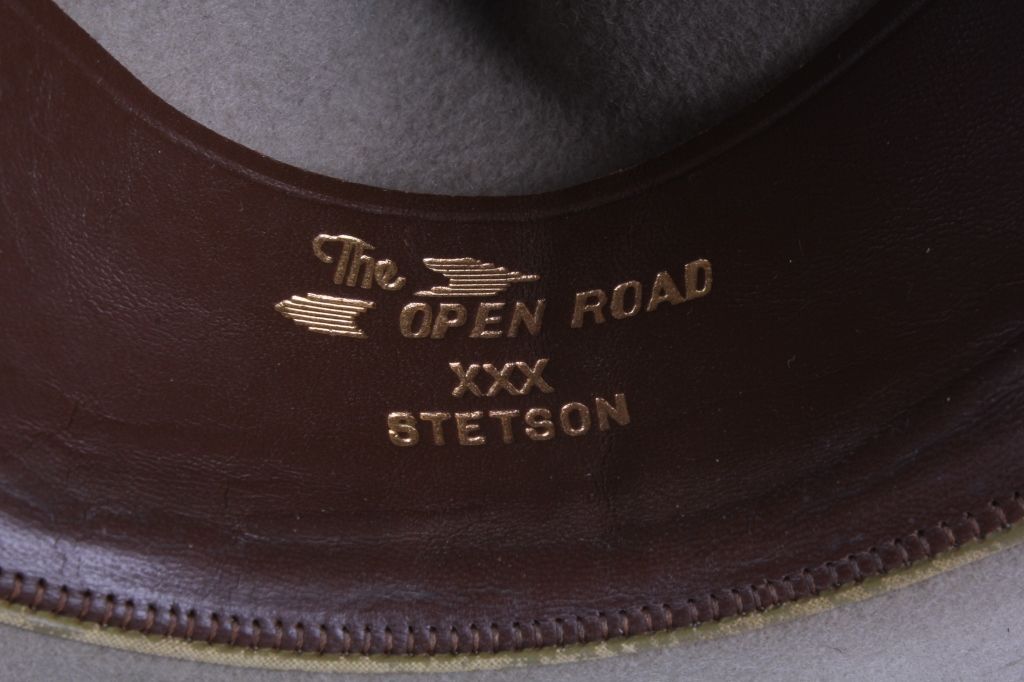 The
OPEN ROAD
XXX
STETSON